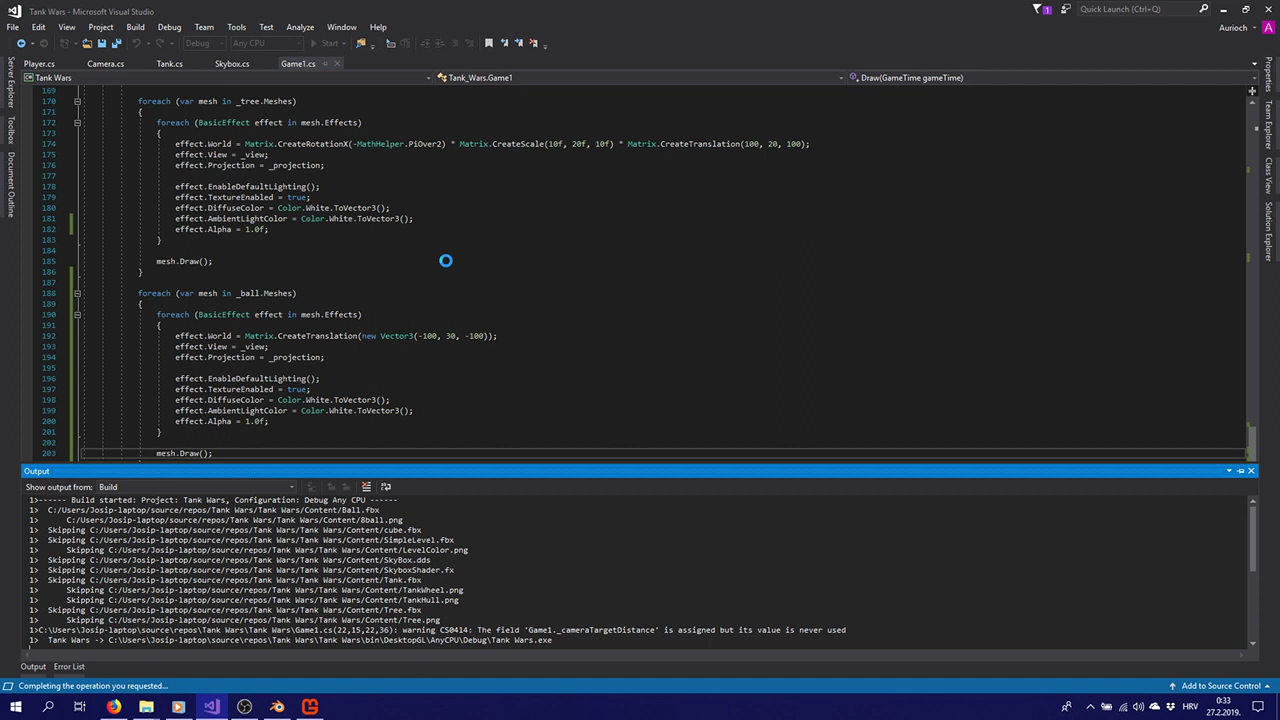 Tank Wars - Microsoft Visual Studio
Quick Launch (Ctrl+Q)
File Edit View Project Build Debug Team Tools Test Analyze Window Help
Aurioch A
Debug Any CPU Start
Player.cs Camera.cs Tank.cs Skybox.cs Game1.cs
Tank Wars Tank_Wars.Game1 Draw(GameTime gameTime)
Server Explorer
Toolbox
Document Outline
Properties
Team Explorer
Class View
Solution Explorer
169
170 foreach (var mesh in _tree.Meshes)
171 {
172 foreach (BasicEffect effect in mesh.Effects)
173 {
174 effect.World = Matrix.CreateRotationX(-MathHelper.PiOver2) * Matrix.CreateScale(10f, 20f, 10f) * Matrix.CreateTranslation(100, 20, 100);
175 effect.View = _view;
176 effect.Projection = _projection;
177
178 effect.EnableDefaultLighting();
179 effect.TextureEnabled = true;
180 effect.DiffuseColor = Color.White.ToVector3();
181 effect.AmbientLightColor = Color.White.ToVector3();
182 effect.Alpha = 1.0f;
183 }
184
185 mesh.Draw();
186 }
187
188 foreach (var mesh in _ball.Meshes)
189 {
190 foreach (BasicEffect effect in mesh.Effects)
191 {
192 effect.World = Matrix.CreateTranslation(new Vector3(-100, 30, -100));
193 effect.View = _view;
194 effect.Projection = _projection;
195
196 effect.EnableDefaultLighting();
197 effect.TextureEnabled = true;
198 effect.DiffuseColor = Color.White.ToVector3();
199 effect.AmbientLightColor = Color.White.ToVector3();
200 effect.Alpha = 1.0f;
201 }
202
203 mesh.Draw();
Output
Show output from: Build
1>------ Build started: Project: Tank Wars, Configuration: Debug Any CPU ------
1> C:/Users/Josip-laptop/source/repos/Tank Wars/Tank Wars/Content/Ball.fbx
1> C:/Users/Josip-laptop/source/repos/Tank Wars/Tank Wars/Content/8ball.png
1> Skipping C:/Users/Josip-laptop/source/repos/Tank Wars/Tank Wars/Content/cube.fbx
1> Skipping C:/Users/Josip-laptop/source/repos/Tank Wars/Tank Wars/Content/SimpleLevel.fbx
1> Skipping C:/Users/Josip-laptop/source/repos/Tank Wars/Tank Wars/Content/LevelColor.png
1> Skipping C:/Users/Josip-laptop/source/repos/Tank Wars/Tank Wars/Content/SkyBox.dds
1> Skipping C:/Users/Josip-laptop/source/repos/Tank Wars/Tank Wars/Content/SkyboxShader.fx
1> Skipping C:/Users/Josip-laptop/source/repos/Tank Wars/Tank Wars/Content/Tank.fbx
1> Skipping C:/Users/Josip-laptop/source/repos/Tank Wars/Tank Wars/Content/TankWheel.png
1> Skipping C:/Users/Josip-laptop/source/repos/Tank Wars/Tank Wars/Content/TankHull.png
1> Skipping C:/Users/Josip-laptop/source/repos/Tank Wars/Tank Wars/Content/Tree.fbx
1> Skipping C:/Users/Josip-laptop/source/repos/Tank Wars/Tank Wars/Content/Tree.png
1>C:\Users\Josip-laptop\source\repos\Tank Wars\Tank Wars\Game1.cs(22,15,22,36): warning CS0414: The field 'Game1._cameraTargetDistance' is assigned but its value is never used
1> Tank Wars -> C:\Users\Josip-laptop\source\repos\Tank Wars\Tank Wars\bin\DesktopGL\AnyCPU\Debug\Tank Wars.exe
Output Error List
Completing the operation you requested...
Add to Source Control
HRV
0:33
27.2.2019.